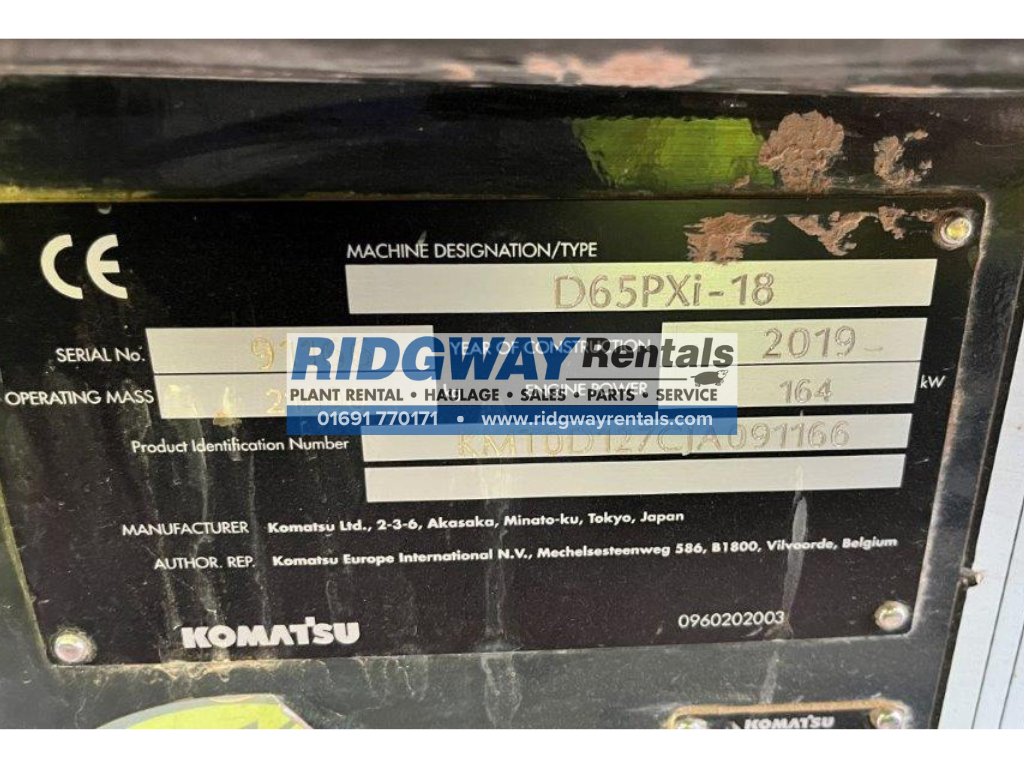 CE
MACHINE DESIGNATION/TYPE
D65PXi-18
SERIAL No.
YEAR OF CONSTRUCTION
2019
OPERATING MASS
kg
ENGINE POWER
164
kW
RIDGWAY Rentals
PLANT RENTAL • HAULAGE • SALES • PARTS • SERVICE
01691 770171 • www.ridgwayrentals.com
Product Identification Number
KMT0D127CJA091166
MANUFACTURER Komatsu Ltd., 2-3-6, Akasaka, Minato-ku, Tokyo, Japan
AUTHOR. REP. Komatsu Europe International N.V., Mechelsesteenweg 586, B1800, Vilvoorde, Belgium
KOMATSU
0960202003
KOMATSU